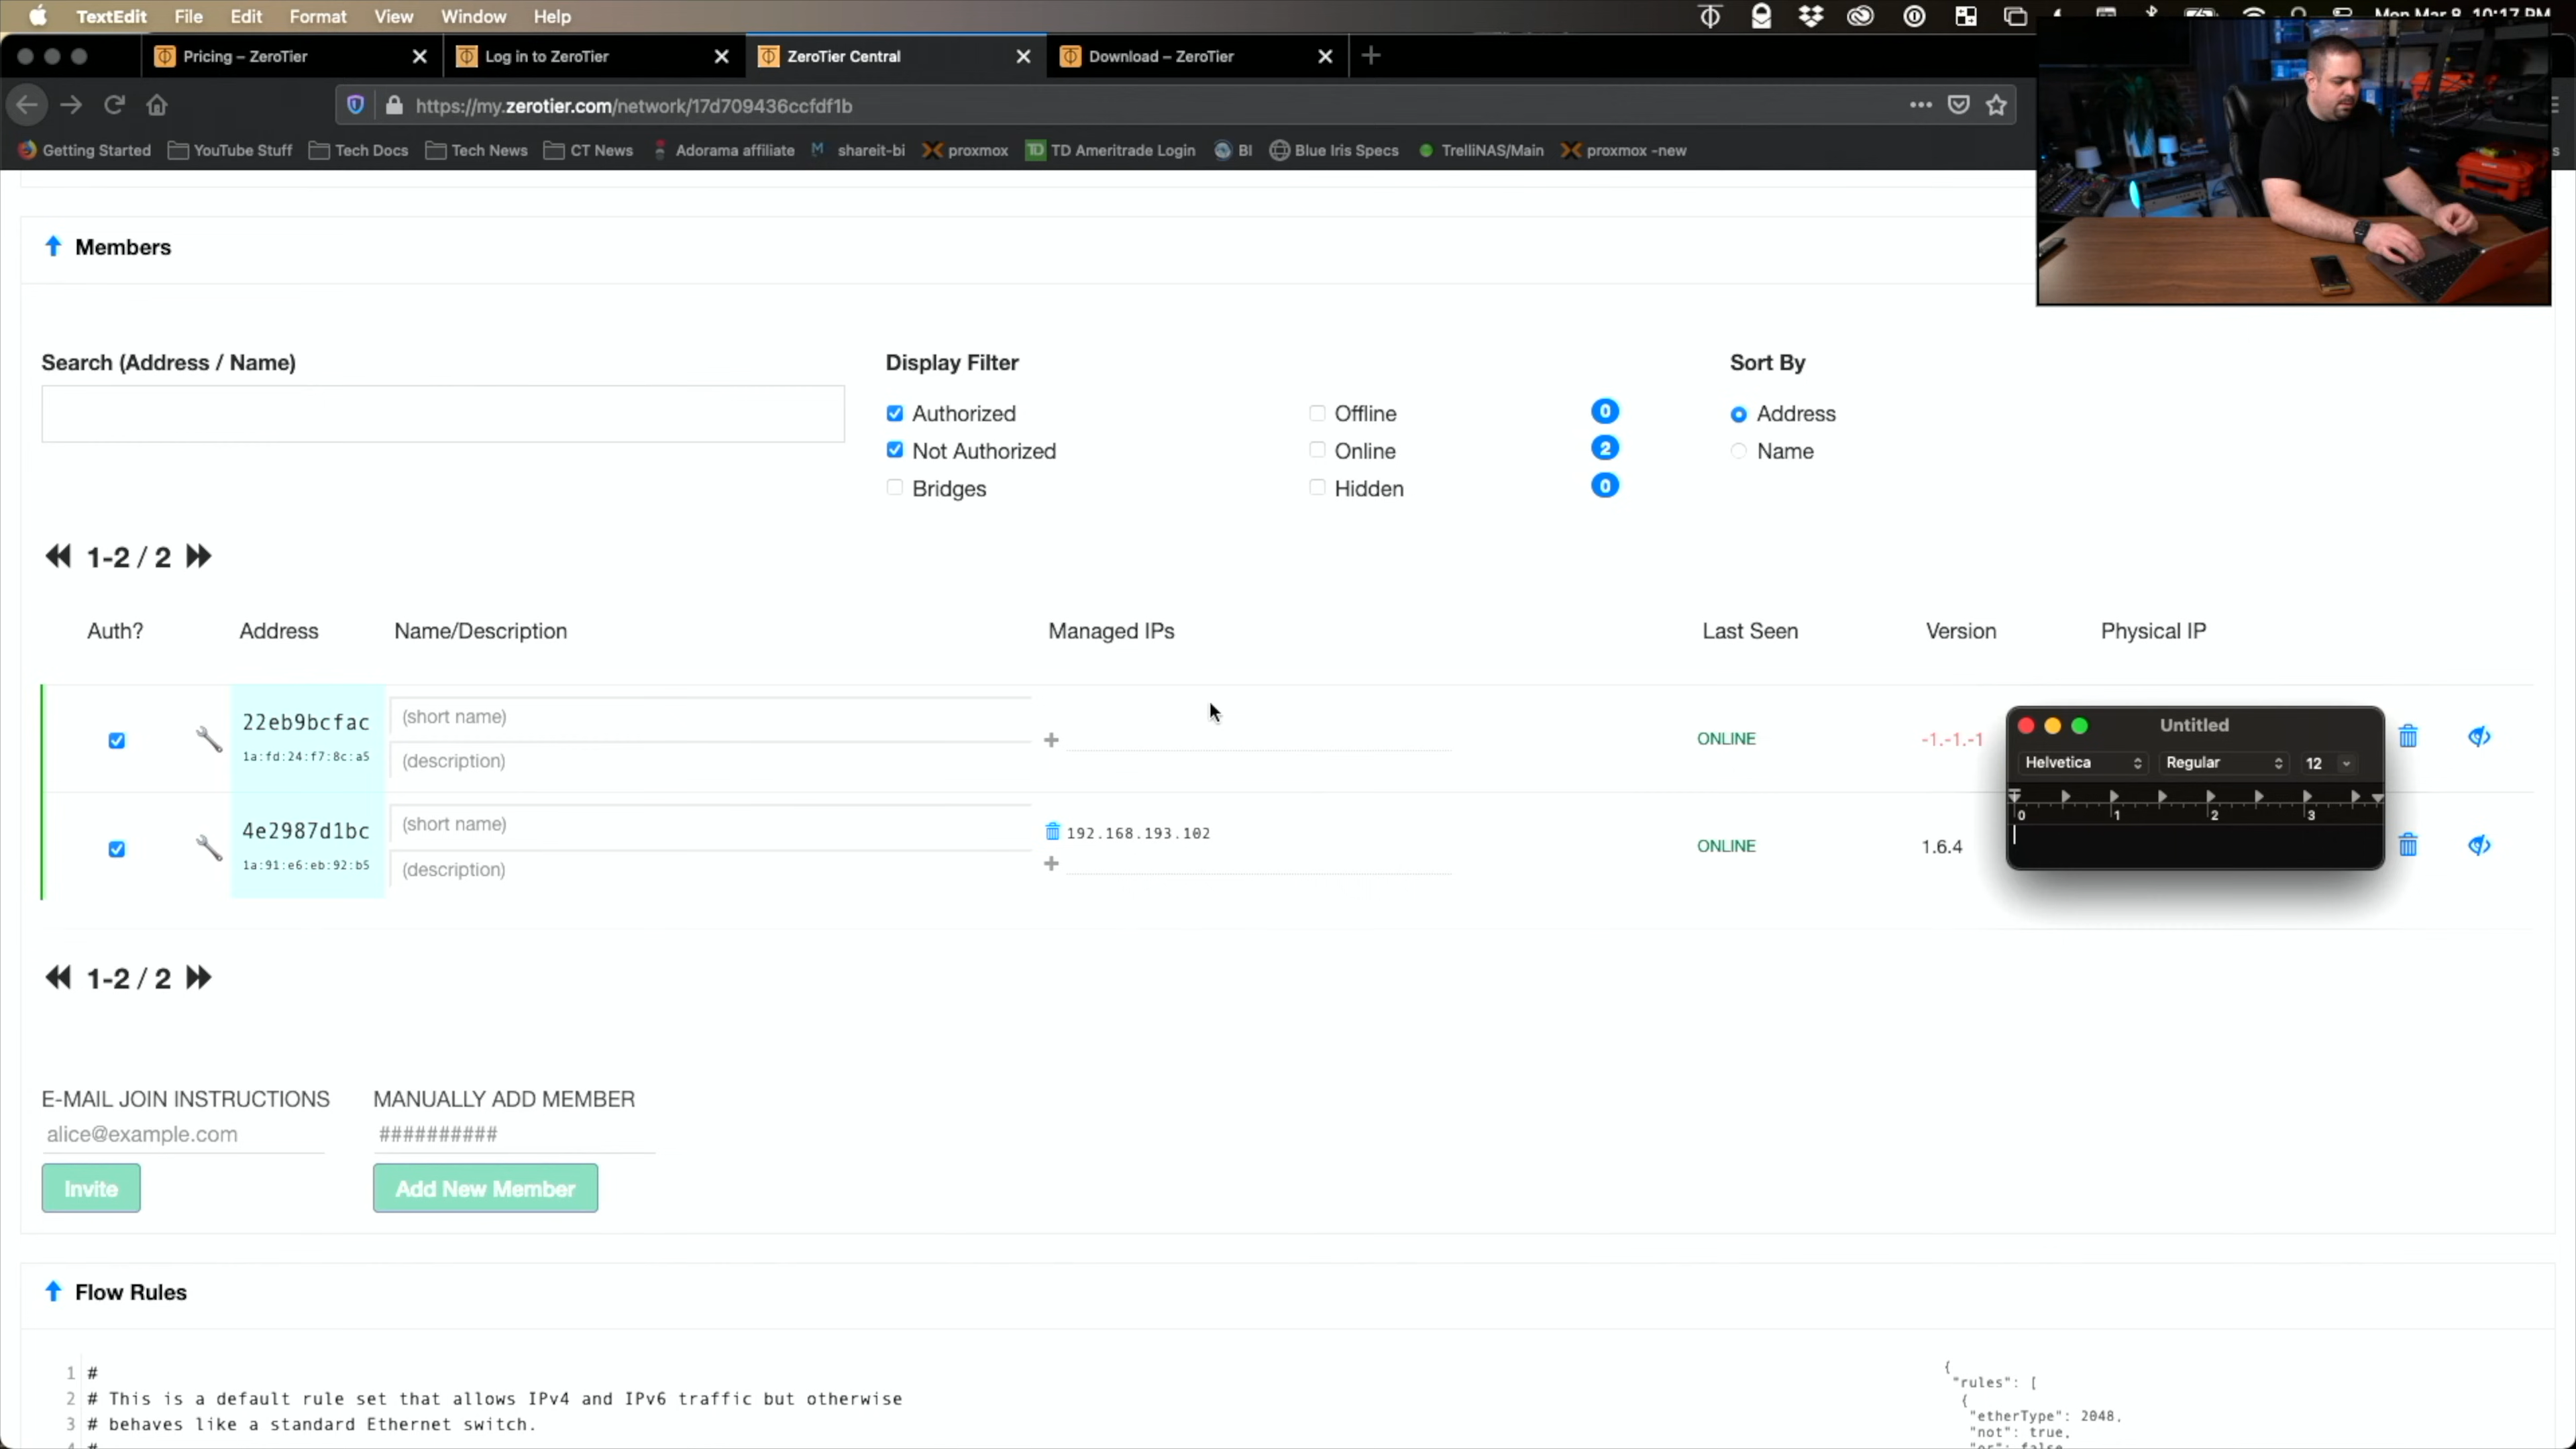 TextEdit File Edit Format View Window Help Mon Mar 8 10:17 PM
Pricing – ZeroTier
Log in to ZeroTier
ZeroTier Central
Download – ZeroTier
https://my.zerotier.com/network/17d709436ccfdf1b
Getting Started YouTube Stuff Tech Docs Tech News CT News Adorama affiliate shareit-bi proxmox TD Ameritrade Login BI Blue Iris Specs TrelliNAS/Main proxmox -new
Members
Search (Address / Name)
Display Filter
Sort By
Authorized Offline 0 Address
Not Authorized Online 2 Name
Bridges Hidden 0
1-2 / 2
Auth? Address Name/Description Managed IPs Last Seen Version Physical IP
22eb9bcfac
1a:fd:24:f7:8c:a5
(short name)
(description)
ONLINE
-1.-1.-1
4e2987d1bc
1a:91:e6:eb:92:b5
(short name)
(description)
192.168.193.102
ONLINE
1.6.4
Untitled
Helvetica Regular 12
0 1 2 3
1-2 / 2
E-MAIL JOIN INSTRUCTIONS
alice@example.com
Invite
MANUALLY ADD MEMBER
##########
Add New Member
Flow Rules
1 #
2 # This is a default rule set that allows IPv4 and IPv6 traffic but otherwise
3 # behaves like a standard Ethernet switch.
{
"rules": [
{
"etherType": 2048,
"not": true,